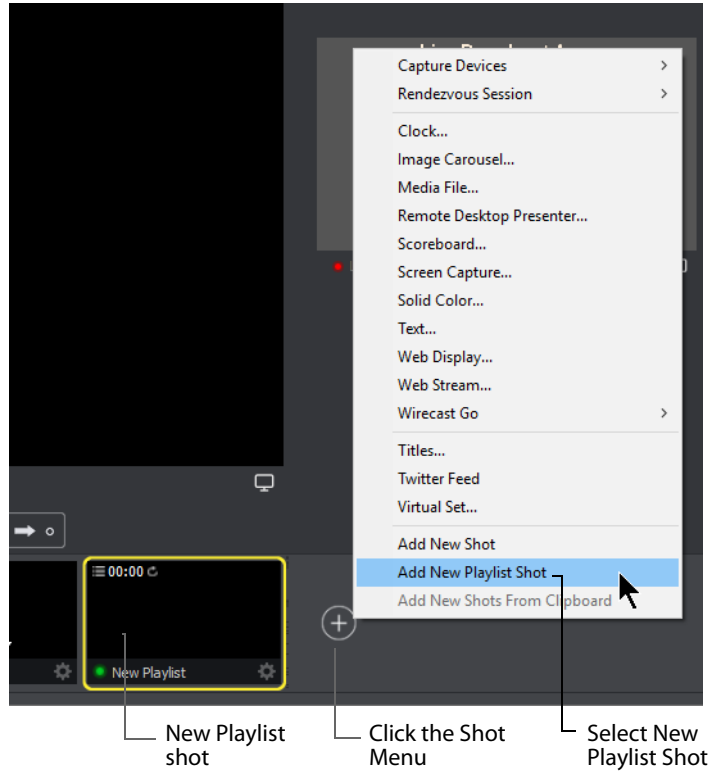 Capture Devices
Rendezvous Session
Clock...
Image Carousel...
Media File...
Remote Desktop Presenter...
Scoreboard...
Screen Capture...
Solid Color...
Text...
Web Display...
Web Stream...
Wirecast Go
Titles...
Twitter Feed
Virtual Set...
Add New Shot
Add New Playlist Shot
Add New Shots From Clipboard
00:00
New Playlist
New Playlist
shot
Click the Shot
Menu
Select New
Playlist Shot